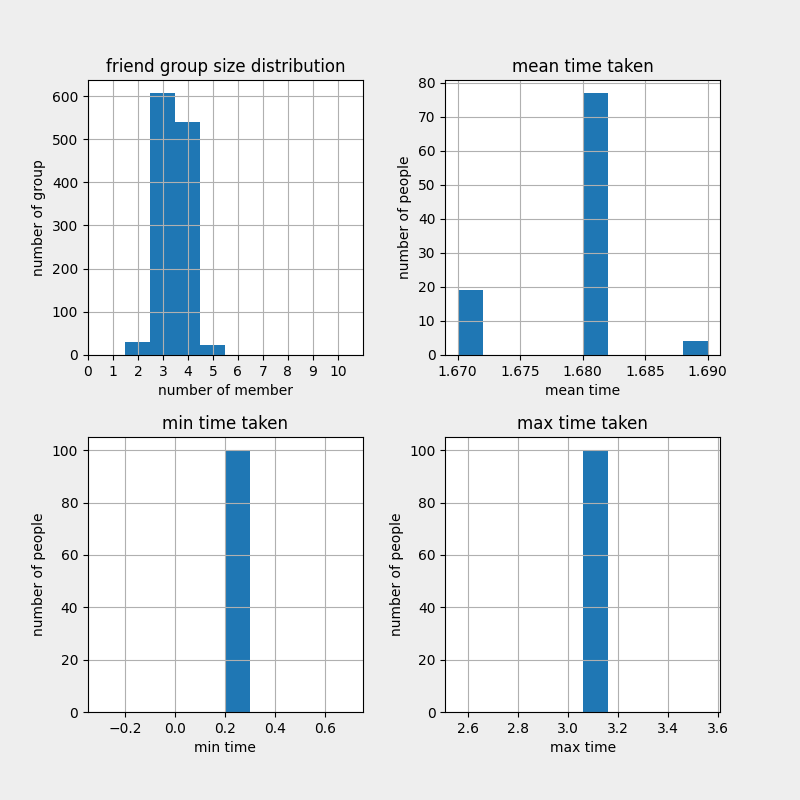 friend group size distribution
number of group
600
500
400
300
200
100
0
0 1 2 3 4 5 6 7 8 9 10
number of member
mean time taken
number of people
80
70
60
50
40
30
20
10
0
1.670 1.675 1.680 1.685 1.690
mean time
min time taken
number of people
100
80
60
40
20
0
−0.2 0.0 0.2 0.4 0.6
min time
max time taken
number of people
100
80
60
40
20
0
2.6 2.8 3.0 3.2 3.4 3.6
max time